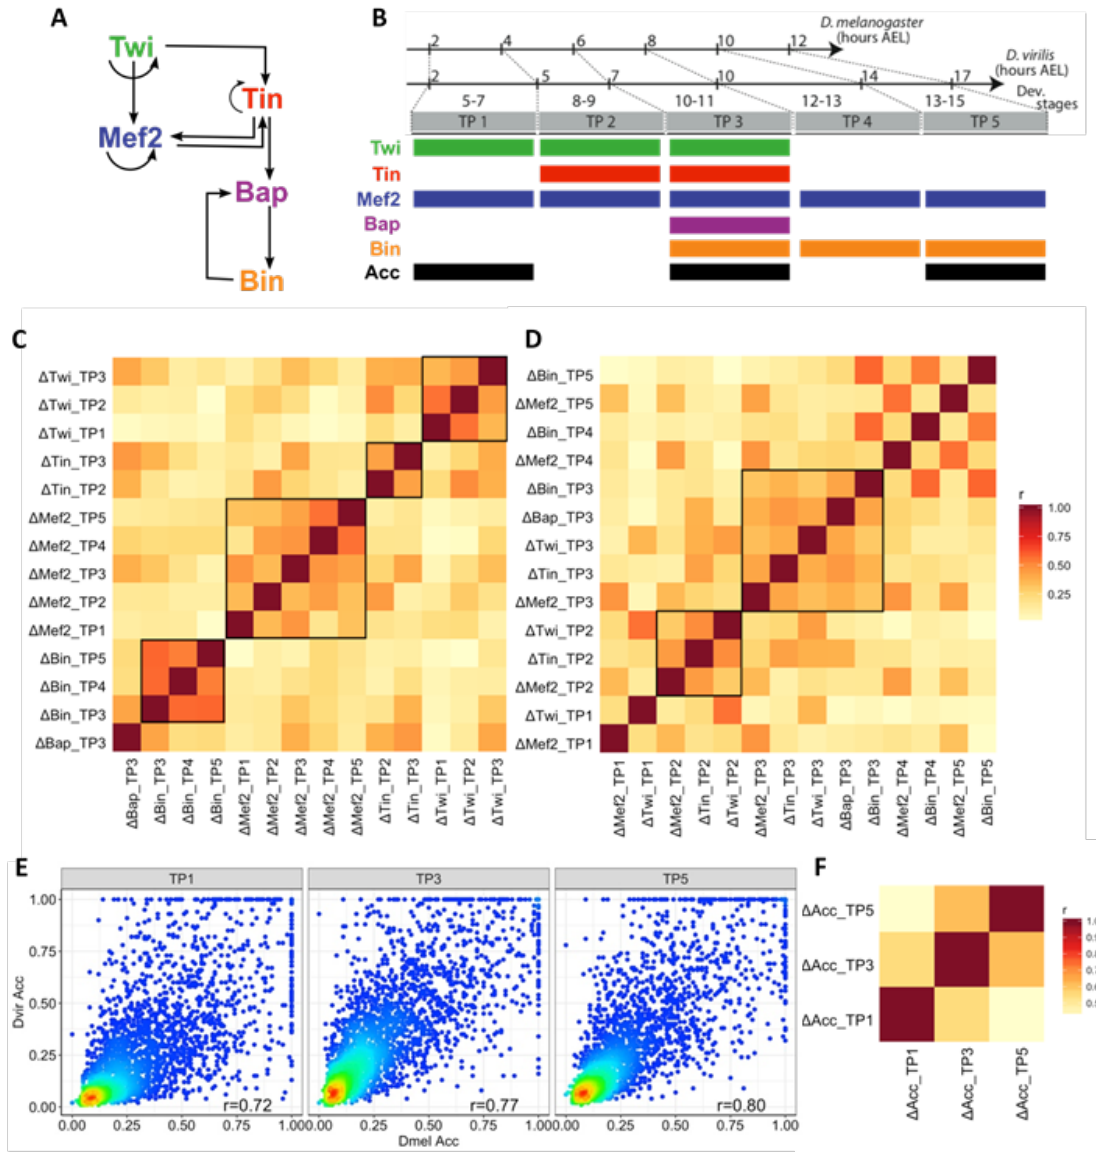 A
Twi
Tin
Mef2
Bap
Bin
B
D. melanogaster
(hours AEL)
2 4 6 8 10 12
D. virilis
(hours AEL)
2 5 7 10 14 17
Dev.
stages
5-7 8-9 10-11 12-13 13-15
TP 1 TP 2 TP 3 TP 4 TP 5
Twi
Tin
Mef2
Bap
Bin
Acc
C
ΔTwi_TP3
ΔTwi_TP2
ΔTwi_TP1
ΔTin_TP3
ΔTin_TP2
ΔMef2_TP5
ΔMef2_TP4
ΔMef2_TP3
ΔMef2_TP2
ΔMef2_TP1
ΔBin_TP5
ΔBin_TP4
ΔBin_TP3
ΔBap_TP3
ΔBap_TP3 ΔBin_TP3 ΔBin_TP4 ΔBin_TP5 ΔMef2_TP1 ΔMef2_TP2 ΔMef2_TP3 ΔMef2_TP4 ΔMef2_TP5 ΔTin_TP2 ΔTin_TP3 ΔTwi_TP1 ΔTwi_TP2 ΔTwi_TP3
D
ΔBin_TP5
ΔMef2_TP5
ΔBin_TP4
ΔMef2_TP4
ΔBin_TP3
ΔBap_TP3
ΔTwi_TP3
ΔTin_TP3
ΔMef2_TP3
ΔTwi_TP2
ΔTin_TP2
ΔMef2_TP2
ΔTwi_TP1
ΔMef2_TP1
ΔMef2_TP1 ΔTwi_TP1 ΔMef2_TP2 ΔTin_TP2 ΔTwi_TP2 ΔMef2_TP3 ΔTin_TP3 ΔTwi_TP3 ΔBap_TP3 ΔBin_TP3 ΔMef2_TP4 ΔBin_TP4 ΔMef2_TP5 ΔBin_TP5
r
1.00
0.75
0.50
0.25
E
TP1 TP3 TP5
Dvir Acc
1.00
0.75
0.50
0.25
0.00
r=0.72 r=0.77 r=0.80
0.00 0.25 0.50 0.75 1.00 0.00 0.25 0.50 0.75 1.00 0.00 0.25 0.50 0.75 1.00
Dmel Acc
F
ΔAcc_TP5
ΔAcc_TP3
ΔAcc_TP1
ΔAcc_TP1 ΔAcc_TP3 ΔAcc_TP5
r